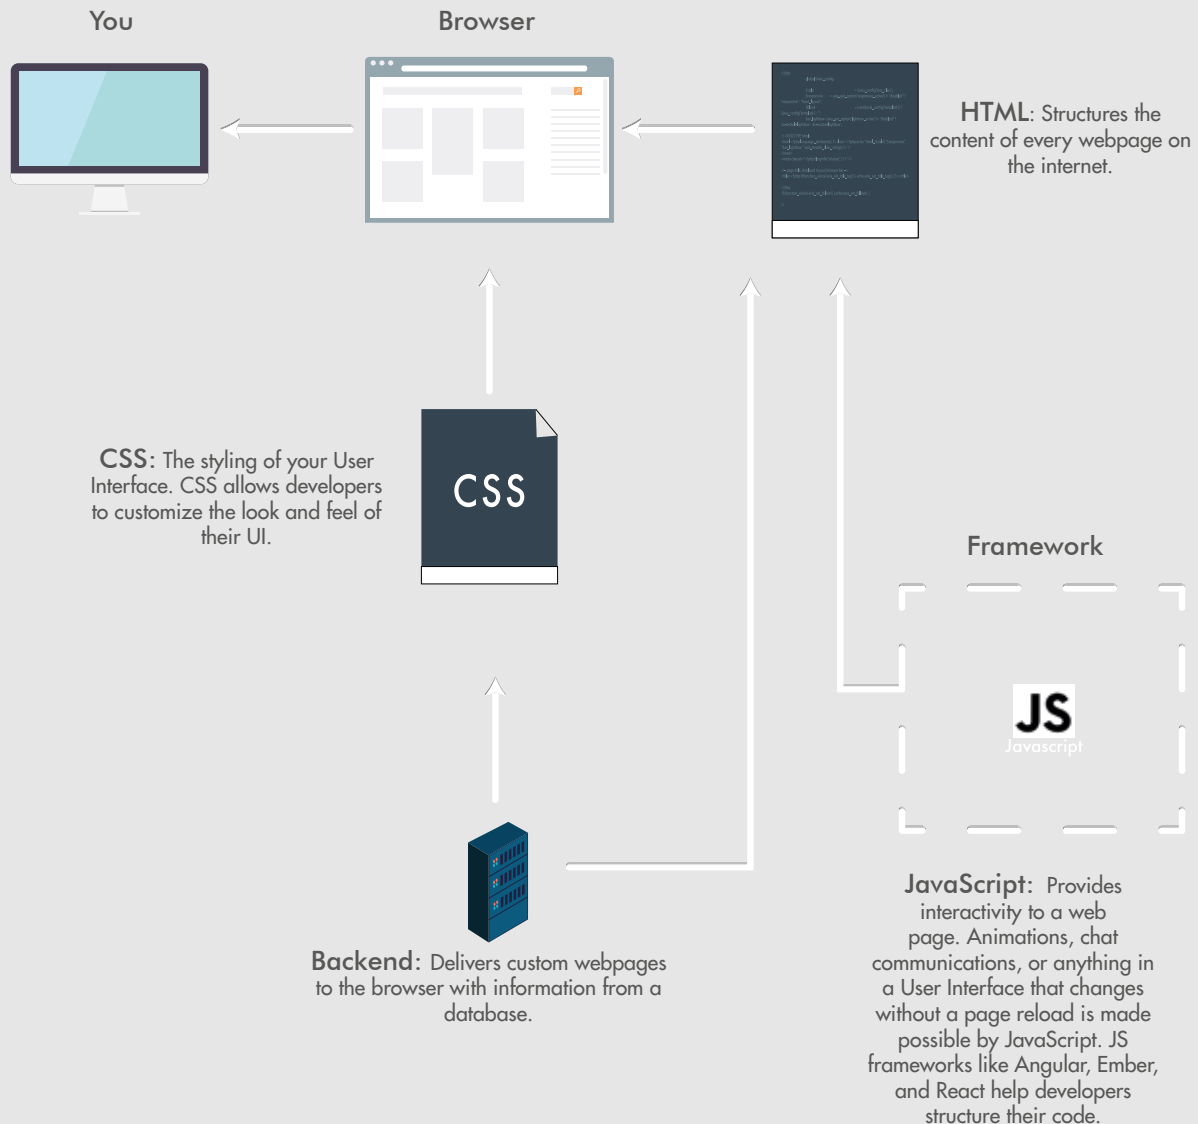 You
Browser
HTML: Structures the
content of every webpage on
the internet.
CSS: The styling of your User
Interface. CSS allows developers
to customize the look and feel of
their UI.
CSS
Framework
JS
Javascript
Backend: Delivers custom webpages
to the browser with information from a
database.
JavaScript: Provides
interactivity to a web
page. Animations, chat
communications, or anything in
a User Interface that changes
without a page reload is made
possible by JavaScript. JS
frameworks like Angular, Ember,
and React help developers
structure their code.